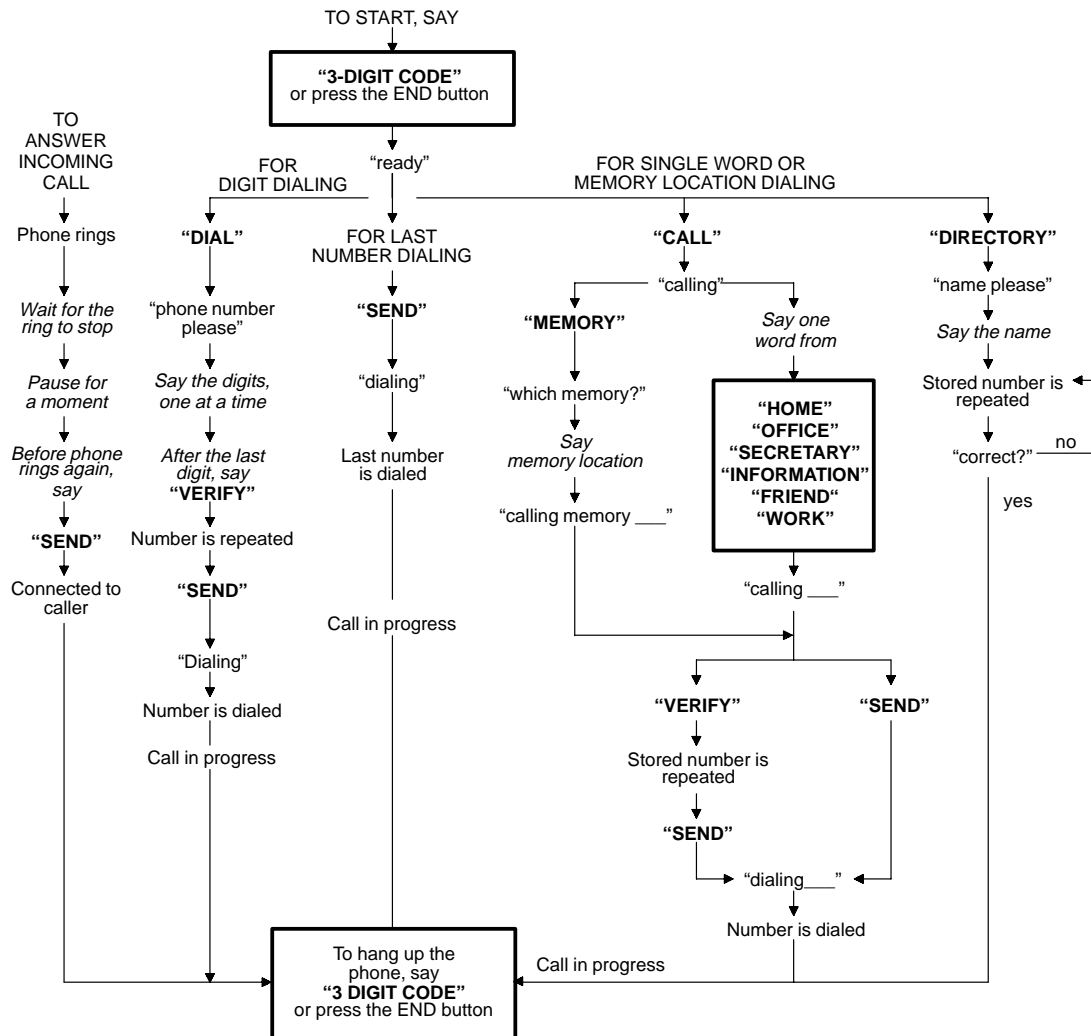 TO START, SAY
“3-DIGIT CODE”
or press the END button
“ready”
TO
ANSWER
INCOMING
CALL
Phone rings
Wait for the
ring to stop
Pause for
a moment
Before phone
rings again,
say
“SEND”
Connected to
caller
FOR
DIGIT DIALING
“DIAL”
“phone number
please”
Say the digits,
one at a time
After the last
digit, say
“VERIFY”
Number is repeated
“SEND”
“Dialing”
Number is dialed
Call in progress
FOR LAST
NUMBER DIALING
“SEND”
“dialing”
Last number
is dialed
Call in progress
FOR SINGLE WORD OR
MEMORY LOCATION DIALING
“CALL”
“calling”
“MEMORY”
“which memory?”
Say
memory location
“calling memory ___”
Say one
word from
“HOME”
“OFFICE”
“SECRETARY”
“INFORMATION”
“FRIEND“
“WORK”
“calling ___”
“VERIFY”
Stored number is
repeated
“SEND”
“SEND”
“dialing___”
Number is dialed
“DIRECTORY”
“name please”
Say the name
Stored number is
repeated
“correct?”
no
yes
Call in progress
To hang up the
phone, say
“3 DIGIT CODE”
or press the END button